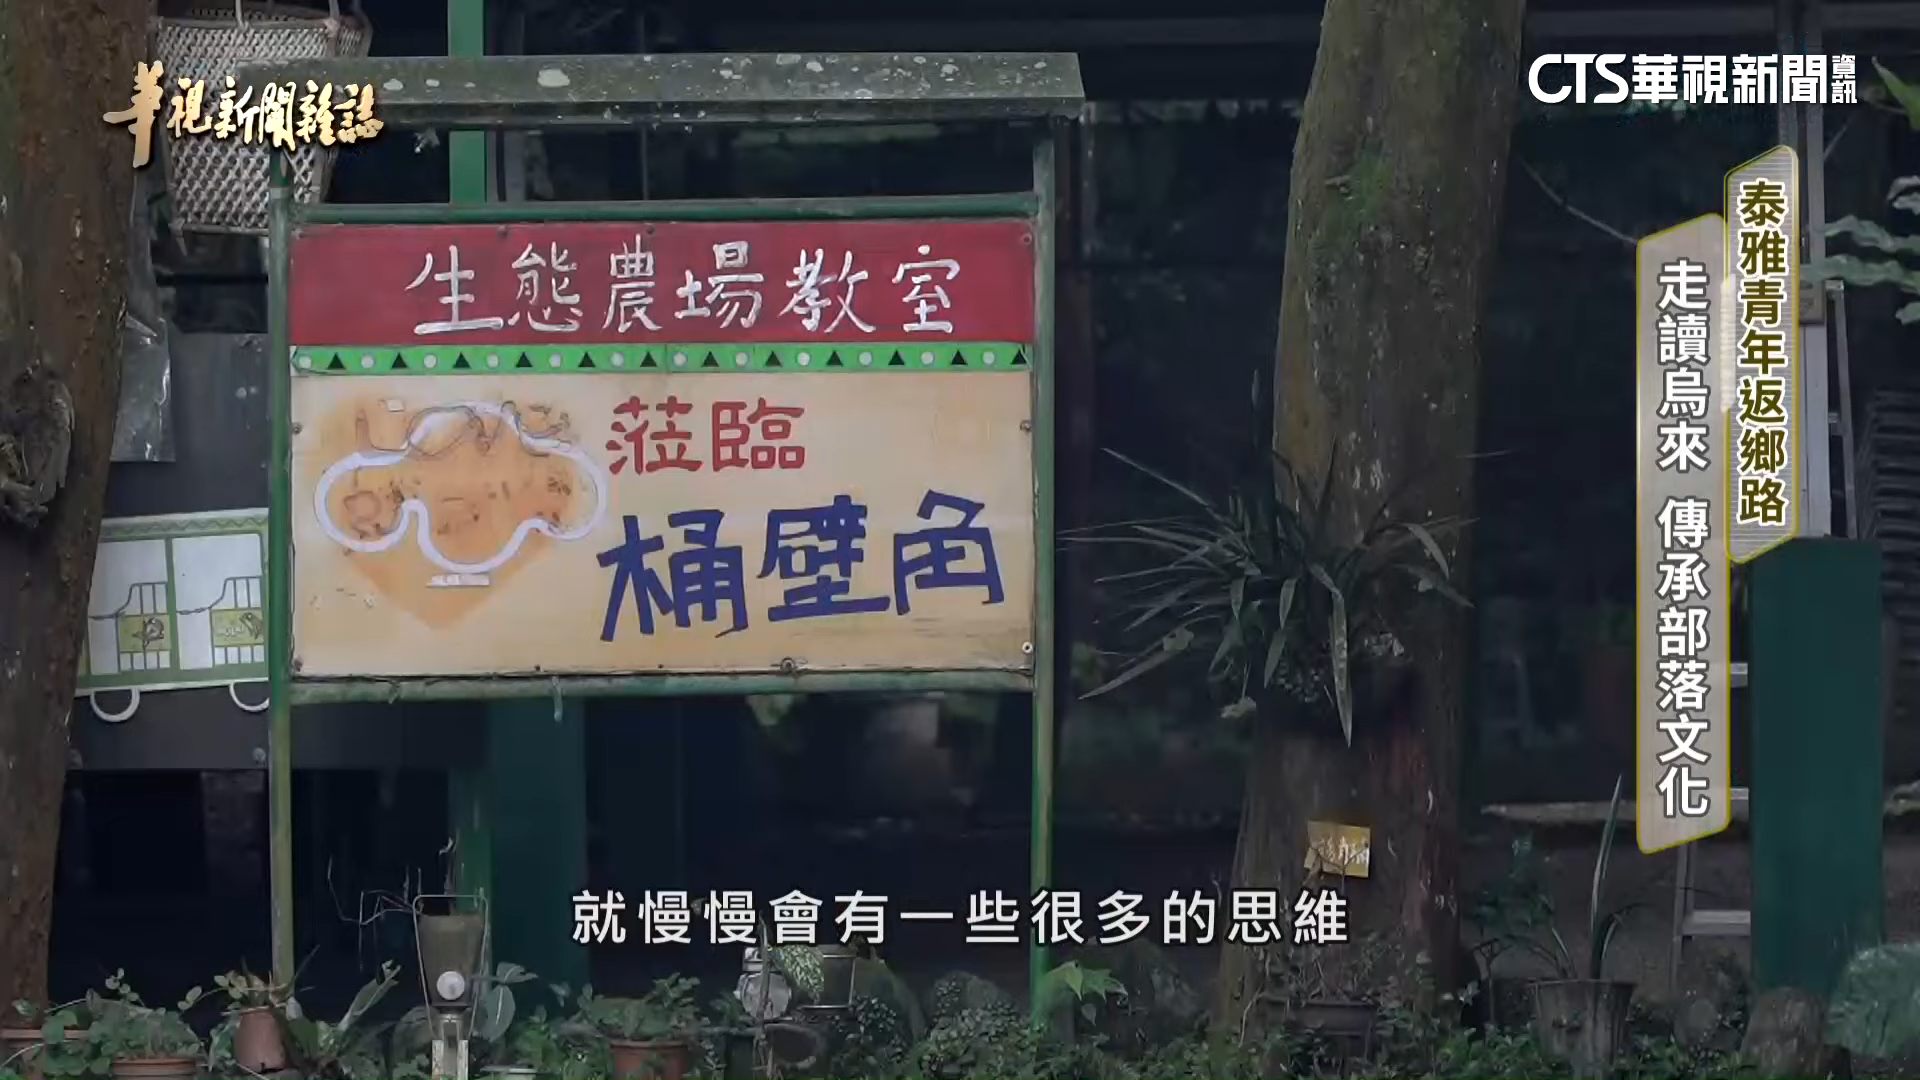 華視新聞雜誌
CTS華視新聞資訊
泰雅青年返鄉路
走讀烏來 傳承部落文化
生態農場教室
蒞臨
桶壁角
就慢慢會有一些很多的思維